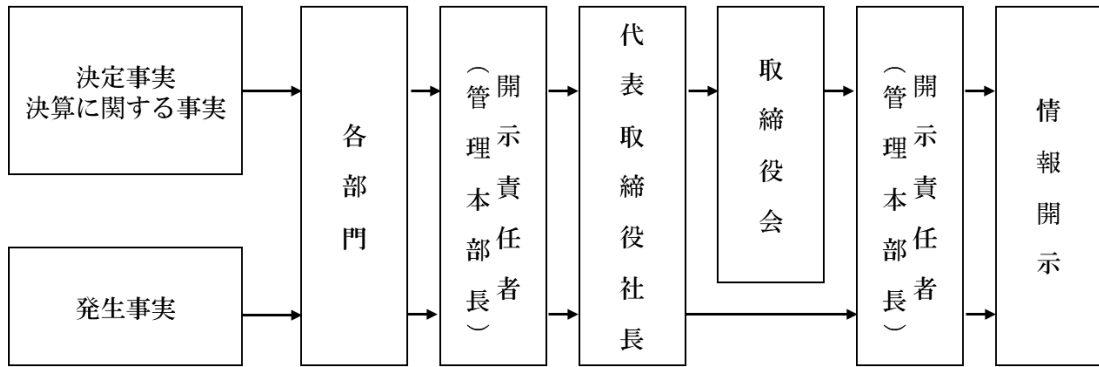 決定事実
決算に関する事実
発生事実
各部門
開示責任者
（管理本部長）
代表取締役社長
取締役会
開示責任者
（管理本部長）
情報開示